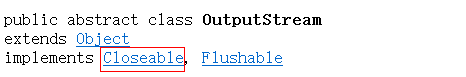 public abstract class OutputStream
extends Object
implements Closeable, Flushable